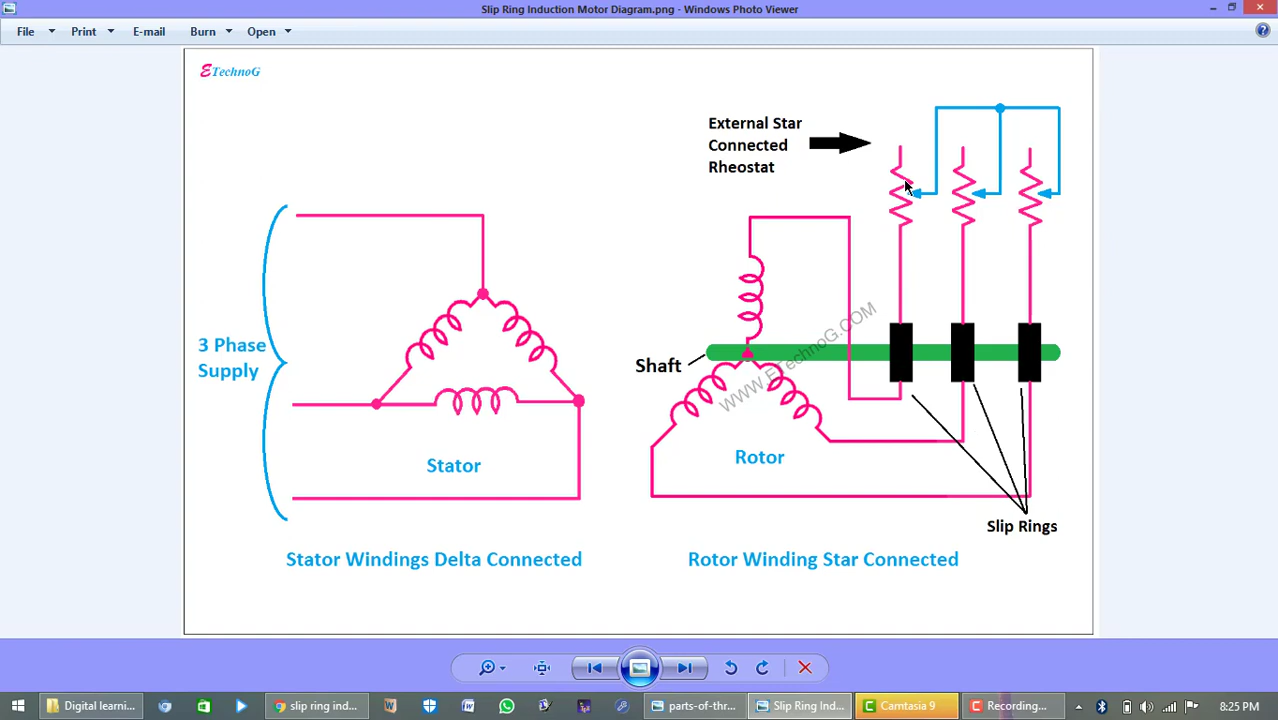 Slip Ring Induction Motor Diagram.png - Windows Photo Viewer
File Print E-mail Burn Open
ETechnoG
External Star
Connected
Rheostat
3 Phase
Supply
Shaft
WWW.ETechnoG.COM
Stator
Rotor
Slip Rings
Stator Windings Delta Connected
Rotor Winding Star Connected
Digital learni... slip ring ind... parts-of-thr... Slip Ring Ind... Camtasia 9 Recording... 8:25 PM